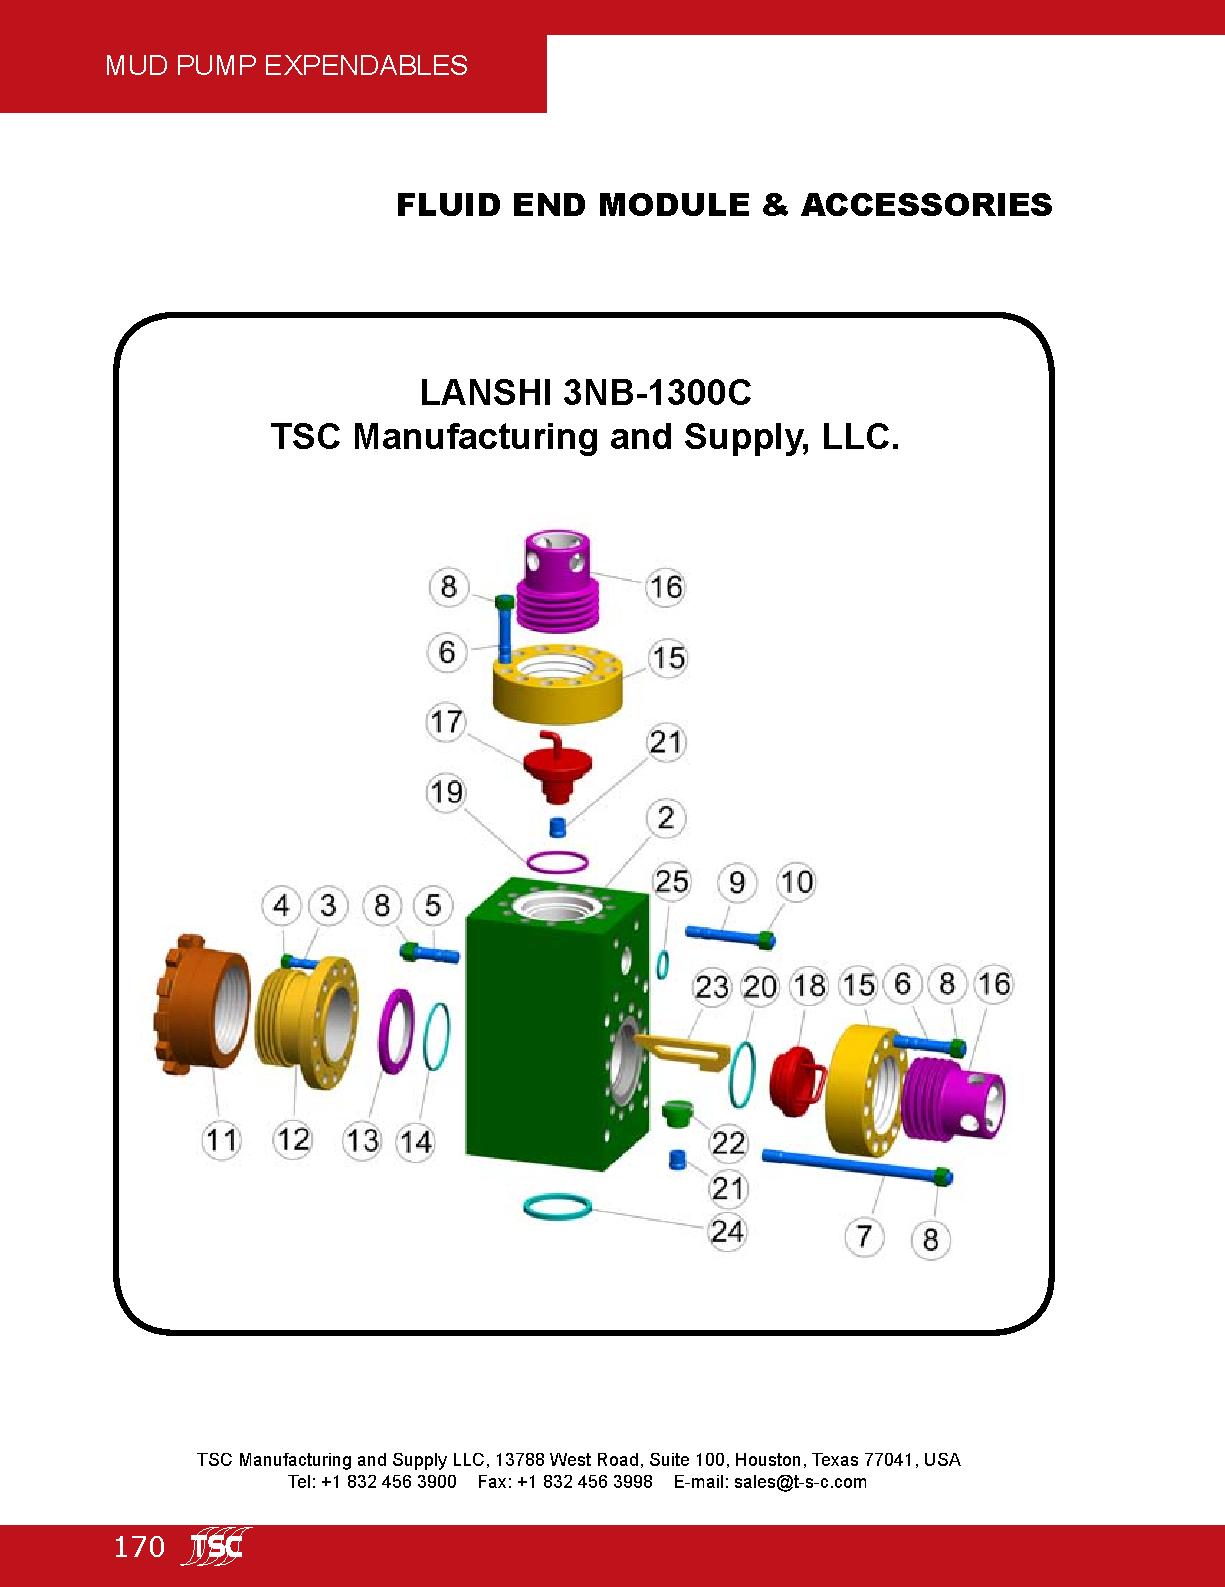 MUD PUMP EXPENDABLES
FLUID END MODULE & ACCESSORIES
LANSHI 3NB-1300C
TSC Manufacturing and Supply, LLC.
8
16
6
15
17
21
19
2
25 9 10
4 3 8 5
23 20 18 15 6 8 16
11 12 13 14
22
21
24
7 8
TSC Manufacturing and Supply LLC, 13788 West Road, Suite 100, Houston, Texas 77041, USA
Tel: +1 832 456 3900 Fax: +1 832 456 3998 E-mail: sales@t-s-c.com
170 TSC